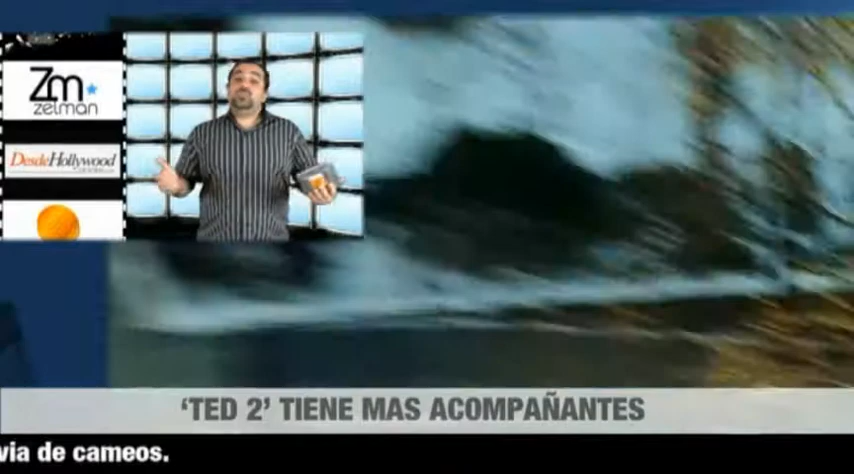 Zm
zelman
DesdeHollywood
'TED 2' TIENE MAS ACOMPAÑANTES
via de cameos.